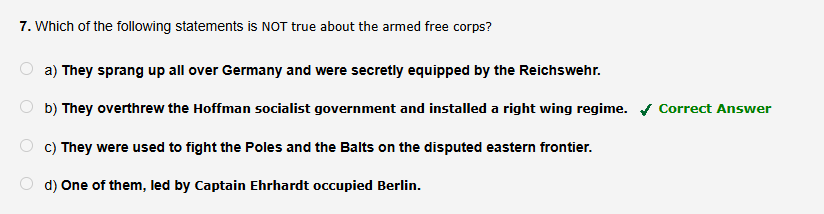 7. Which of the following statements is NOT true about the armed free corps?
a) They sprang up all over Germany and were secretly equipped by the Reichswehr.
b) They overthrew the Hoffman socialist government and installed a right wing regime. ✓ Correct Answer
c) They were used to fight the Poles and the Balts on the disputed eastern frontier.
d) One of them, led by Captain Ehrhardt occupied Berlin.